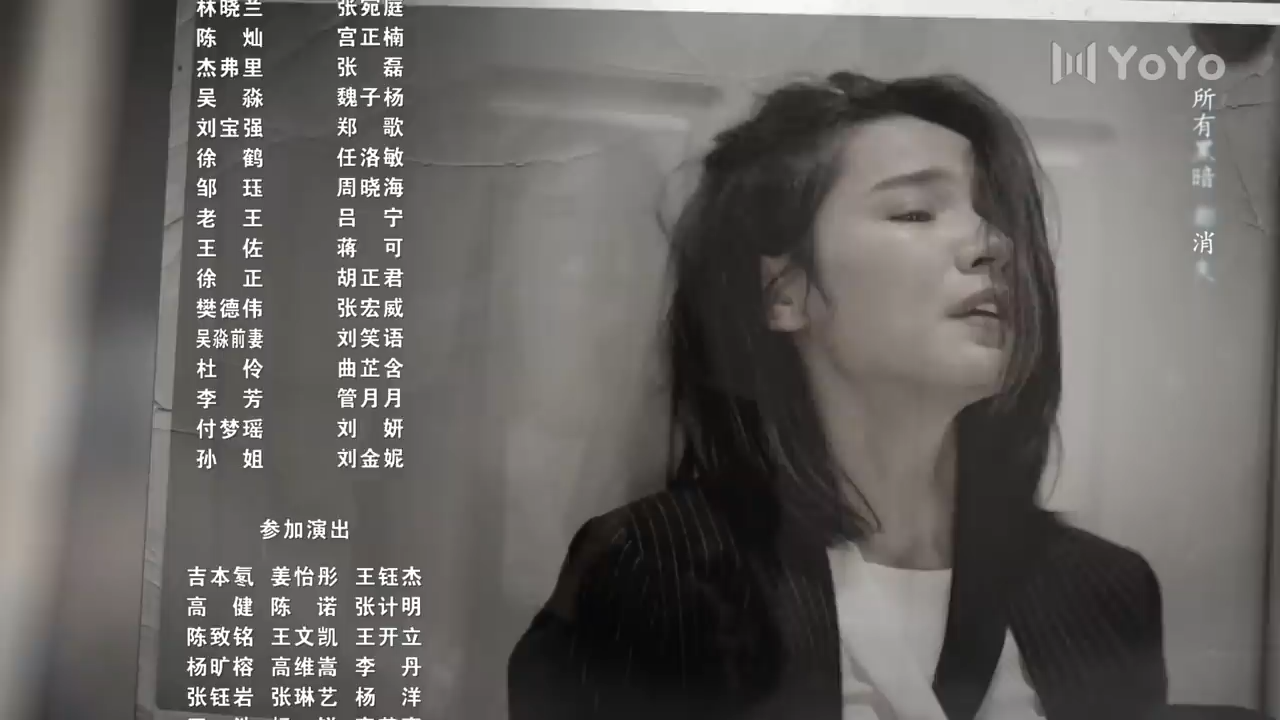 林晓兰 张宛庭
陈 灿 宫正楠
杰弗里 张 磊
吴 淼 魏子杨
刘宝强 郑 歌
徐 鹤 任洛敏
邹 珏 周晓海
老 王 吕 宁
王 佐 蒋 可
徐 正 胡正君
樊德伟 张宏威
吴淼前妻 刘笑语
杜 伶 曲芷含
李 芳 管月月
付梦瑶 刘 妍
孙 姐 刘金妮
参加演出
吉本氡 姜怡彤 王钰杰
高 健 陈 诺 张计明
陈致铭 王文凯 王开立
杨旷榕 高维嵩 李 丹
张钰岩 张琳艺 杨 洋
YoYo
所有黑暗 都消失